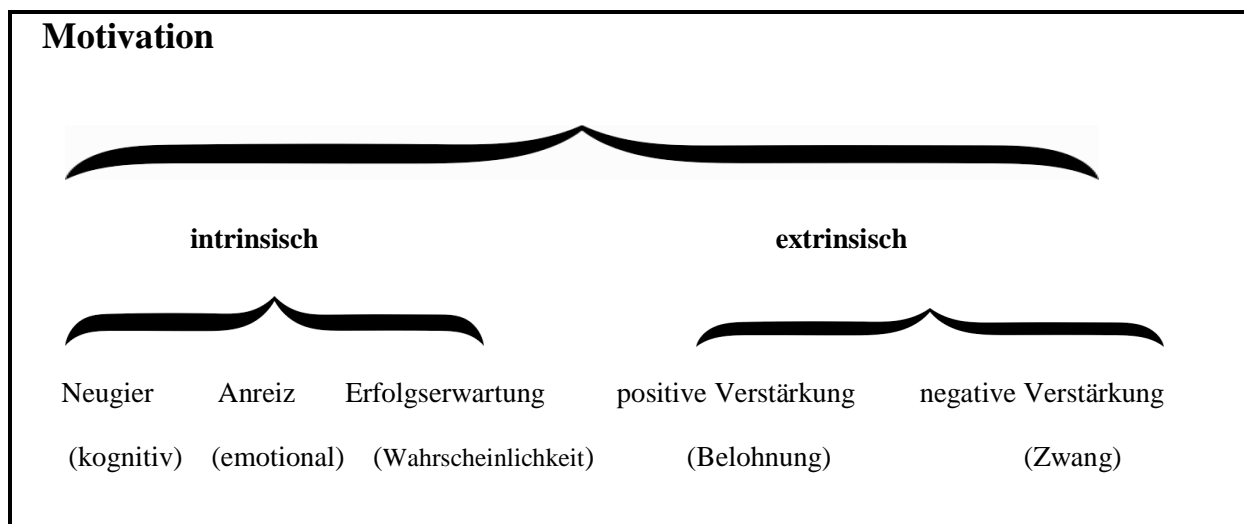 Motivation
intrinsisch extrinsisch
Neugier Anreiz Erfolgserwartung positive Verstärkung negative Verstärkung
(kognitiv) (emotional) (Wahrscheinlichkeit) (Belohnung) (Zwang)